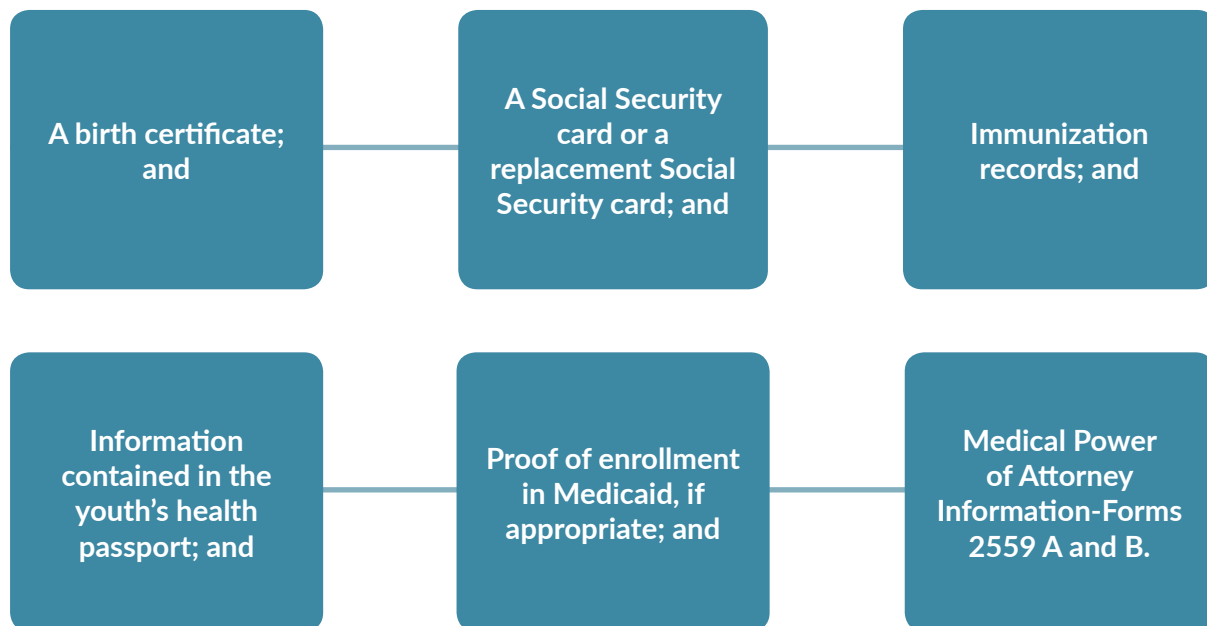 A birth certificate;
and
A Social Security
card or a
replacement Social
Security card; and
Immunization
records; and
Information
contained in the
youth’s health
passport; and
Proof of enrollment
in Medicaid, if
appropriate; and
Medical Power
of Attorney
Information-Forms
2559 A and B.